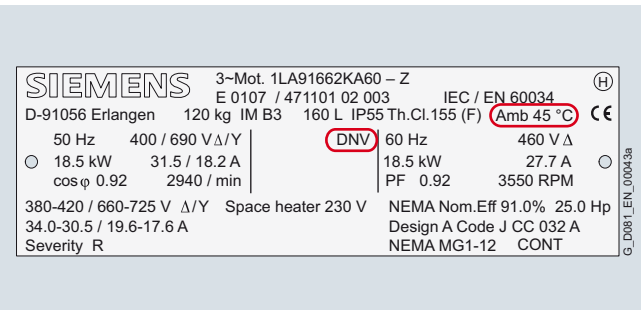 SIEMENS 3~Mot. 1LA91662KA60 – Z Ⓗ
E 0107 / 471101 02 003 IEC / EN 60034
D-91056 Erlangen 120 kg IM B3 160 L IP55 Th.Cl.155 (F) Amb 45 °C CE
50 Hz 400 / 690 V Δ/Y DNV 60 Hz 460 V Δ
18.5 kW 31.5 / 18.2 A 18.5 kW 27.7 A
cos φ 0.92 2940 / min PF 0.92 3550 RPM
380-420 / 660-725 V Δ/Y Space heater 230 V NEMA Nom.Eff 91.0% 25.0 Hp
34.0-30.5 / 19.6-17.6 A Design A Code J CC 032 A
Severity R NEMA MG1-12 CONT
G_D081_EN_00043a